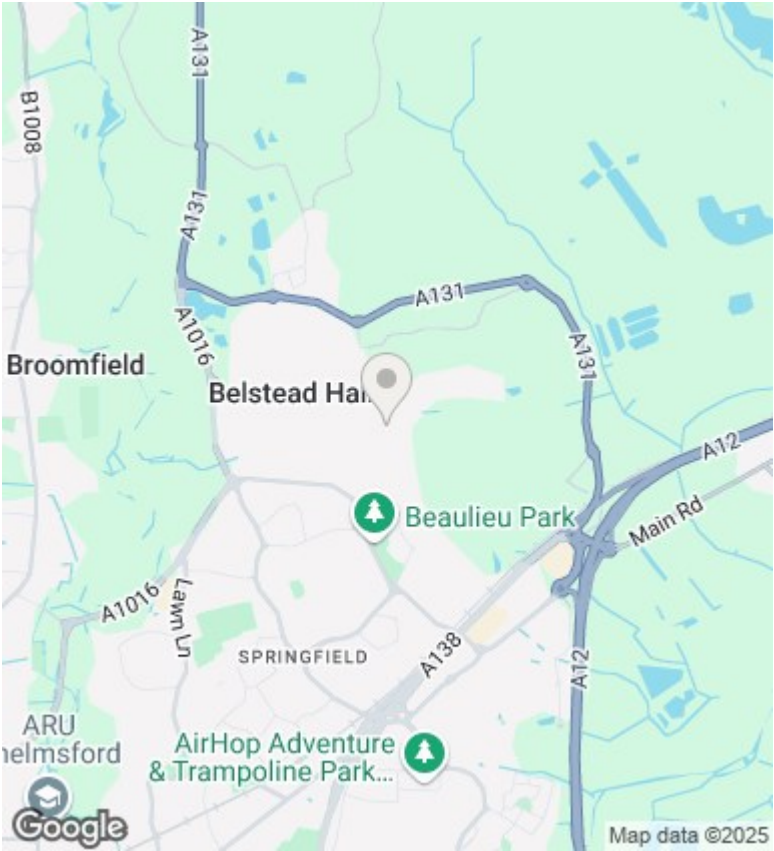 A131
B1008
A131
A131
A131
A1016
Broomfield
Belstead Hal
A12
Beaulieu Park
Main Rd
A1016
Lawn Ln
SPRINGFIELD
A138
A12
ARU
helmsford
AirHop Adventure
& Trampoline Park...
Google
Map data ©2025